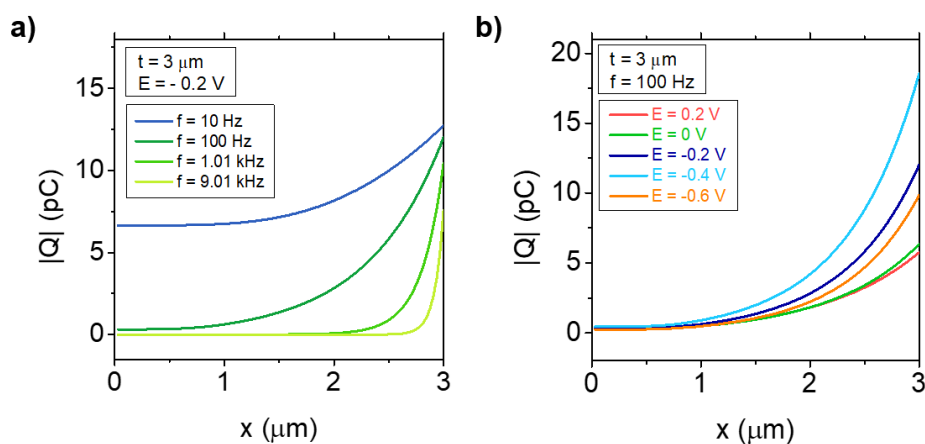 a)
t = 3 μm
E = - 0.2 V
f = 10 Hz
f = 100 Hz
f = 1.01 kHz
f = 9.01 kHz
|Q| (pC)
15
10
5
0
0
1
2
3
x (μm)
b)
t = 3 μm
f = 100 Hz
E = 0.2 V
E = 0 V
E = -0.2 V
E = -0.4 V
E = -0.6 V
|Q| (pC)
20
15
10
5
0
0
1
2
3
x (μm)